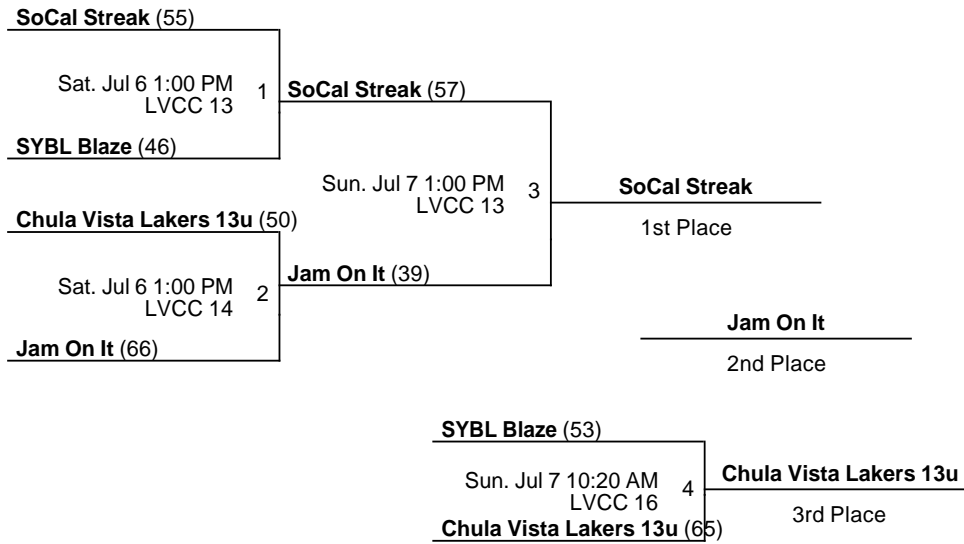 SoCal Streak (55)
Sat. Jul 6 1:00 PM
LVCC 13
1
SYBL Blaze (46)
SoCal Streak (57)
Chula Vista Lakers 13u (50)
Sat. Jul 6 1:00 PM
LVCC 14
2
Jam On It (66)
Jam On It (39)
Sun. Jul 7 1:00 PM
LVCC 13
3
SoCal Streak
1st Place
Jam On It
2nd Place
SYBL Blaze (53)
Sun. Jul 7 10:20 AM
LVCC 16
4
Chula Vista Lakers 13u (65)
Chula Vista Lakers 13u
3rd Place